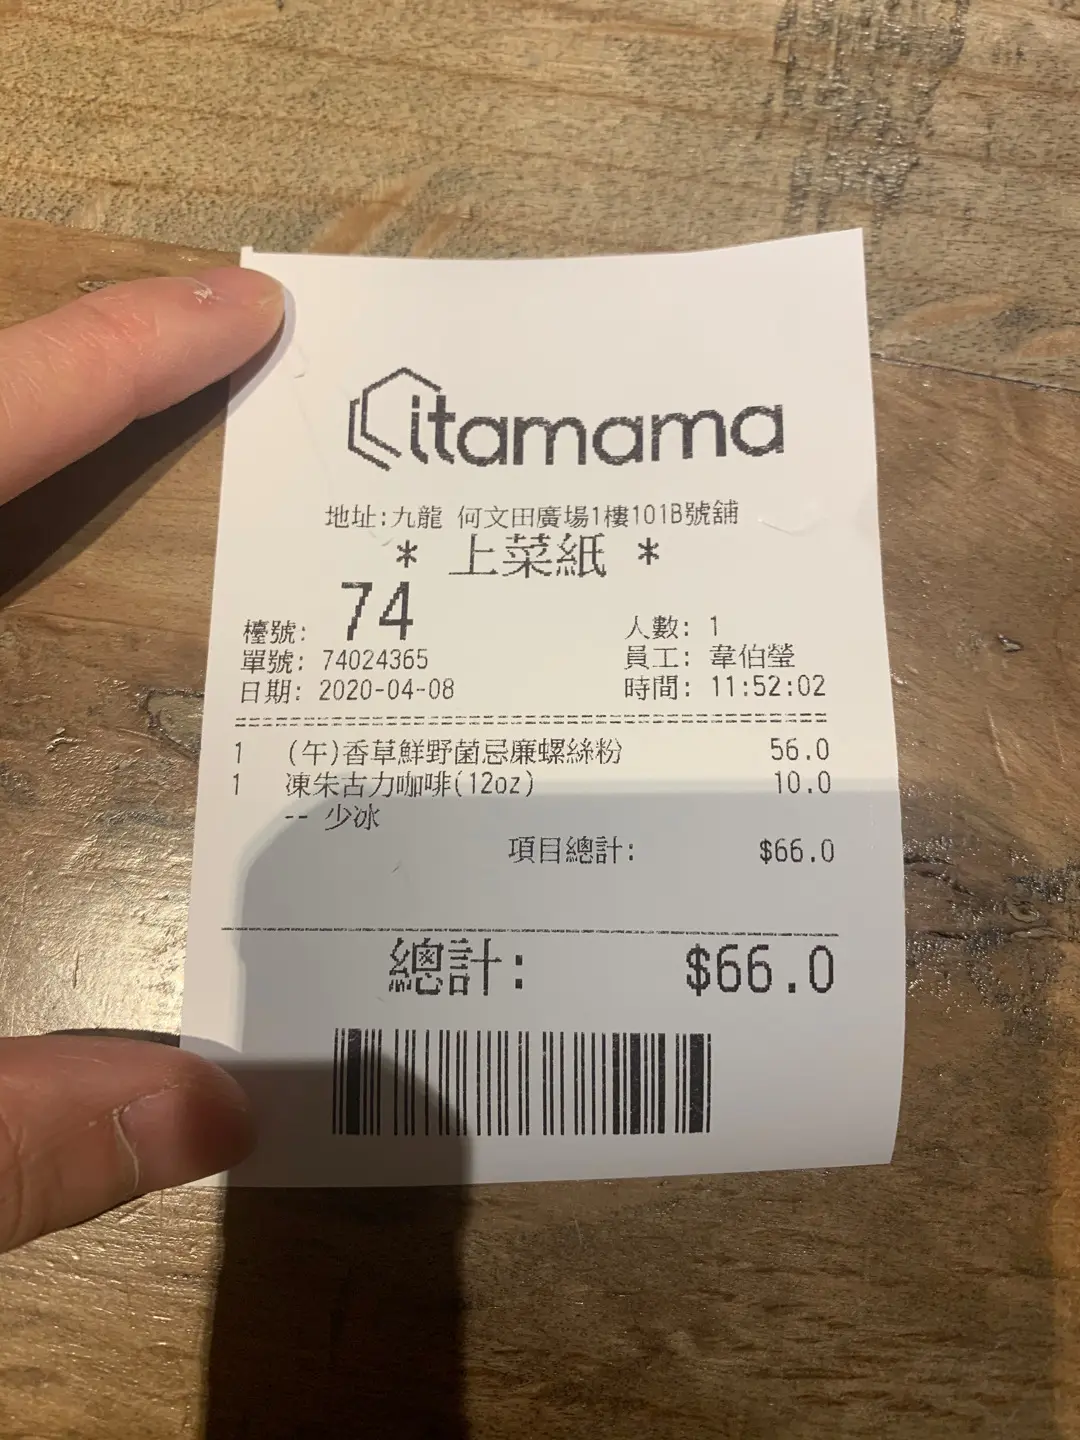 itamama
地址:九龍 何文田廣場1樓101B號舖
* 上菜紙 *
檯號: 74 人數: 1
單號: 74024365 員工: 韋伯瑩
日期: 2020-04-08 時間: 11:52:02
1 (午)香草鮮野菌忌廉螺絲粉 56.0
1 凍朱古力咖啡(12oz) 10.0
-- 少冰
項目總計: $66.0
總計: $66.0